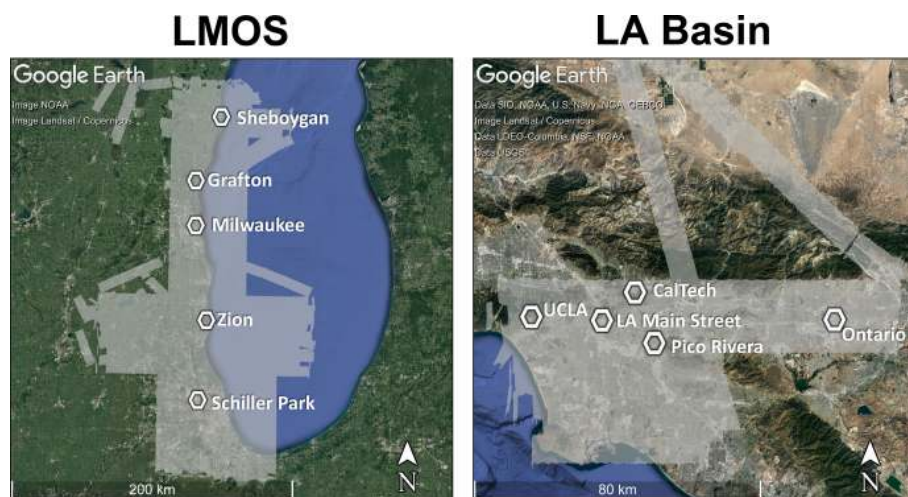 LMOS
LA Basin
Google Earth
Image NOAA
Image Landsat / Copernicus
Sheboygan
Grafton
Milwaukee
Zion
Schiller Park
N
200 km
Google Earth
Data SIO, NOAA, U.S. Navy, NGA, GEBCO
Image Landsat / Copernicus
Data LDEO-Columbia, NSF, NOAA
Data USGS
CalTech
UCLA
LA Main Street
Ontario
Pico Rivera
N
80 km